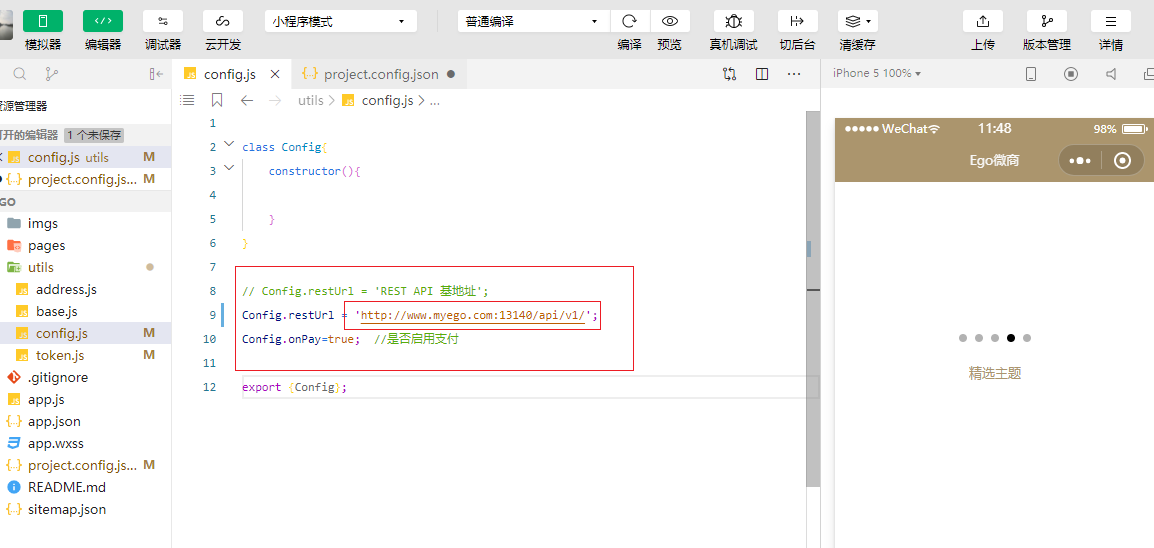 模拟器 编辑器 调试器 云开发 小程序模式 普通编译 编译 预览 真机调试 切后台 清缓存 上传 版本管理 详情
config.js project.config.json
iPhone 5 100%
资源管理器
utils config.js ...
打开的编辑器 1 个未保存
config.js utils M
project.config.js... M
GO
imgs
pages
utils
address.js
base.js
config.js M
token.js M
.gitignore
app.js
app.json
app.wxss
project.config.js... M
README.md
sitemap.json
1
2 class Config{
3 constructor(){
4
5 }
6 }
7
8 // Config.restUrl = 'REST API 基地址';
9 Config.restUrl = 'http://www.myego.com:13140/api/v1/';
10 Config.onPay=true; //是否启用支付
11
12 export {Config};
WeChat 11:48 98%
Ego微商
精选主题